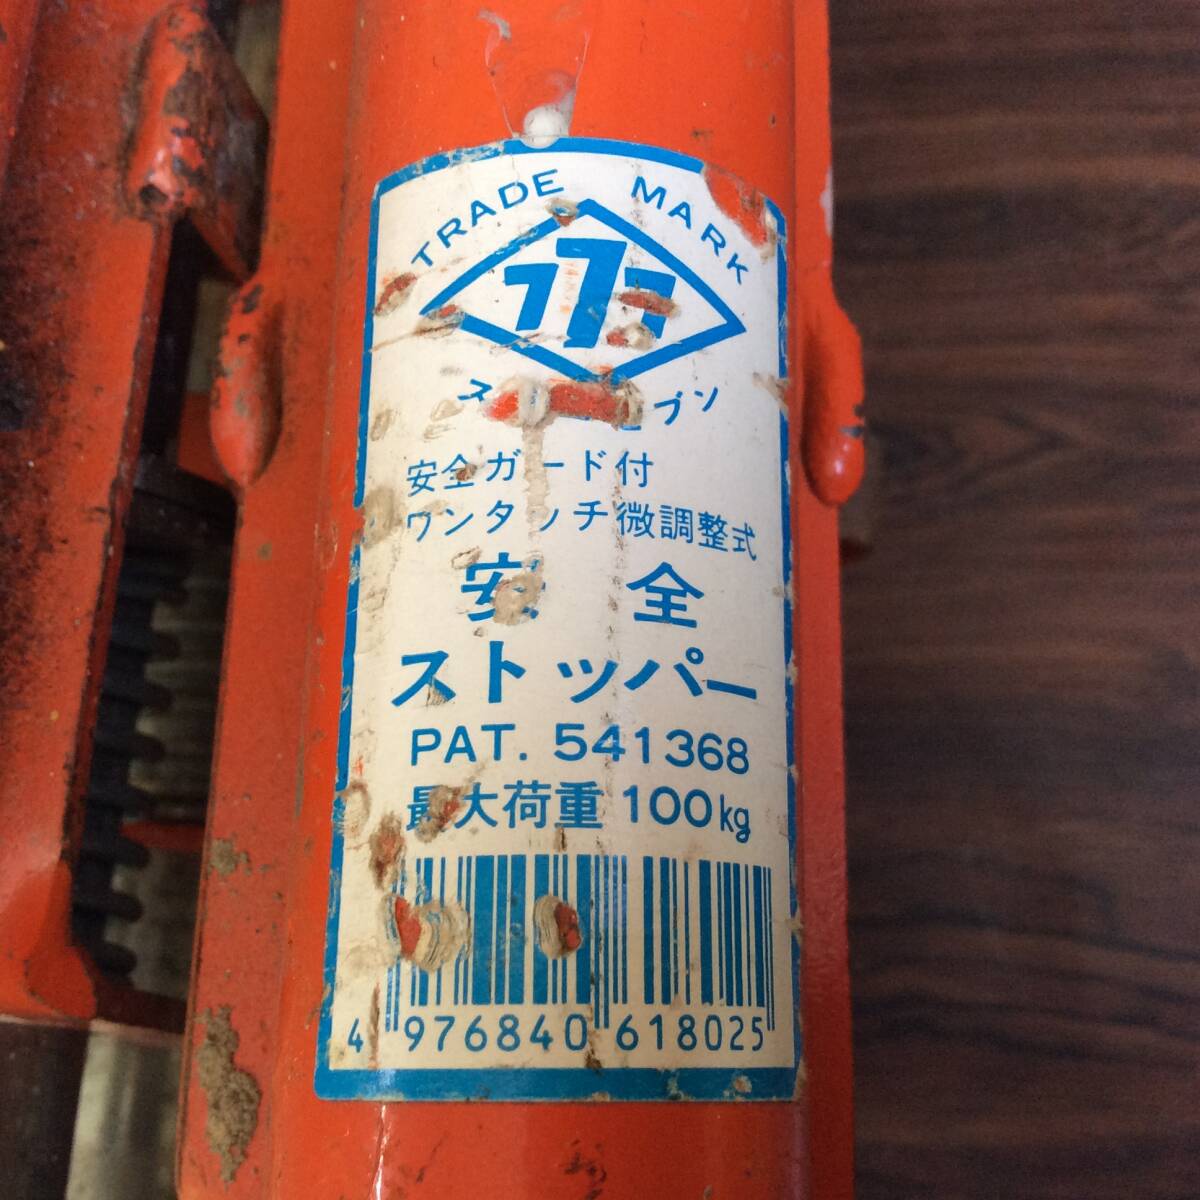 TRADE MARK
777
安全ガード付
ワンタッチ微調整式
安全
ストッパー
PAT. 541368
最大荷重 100kg
4 976840 618025